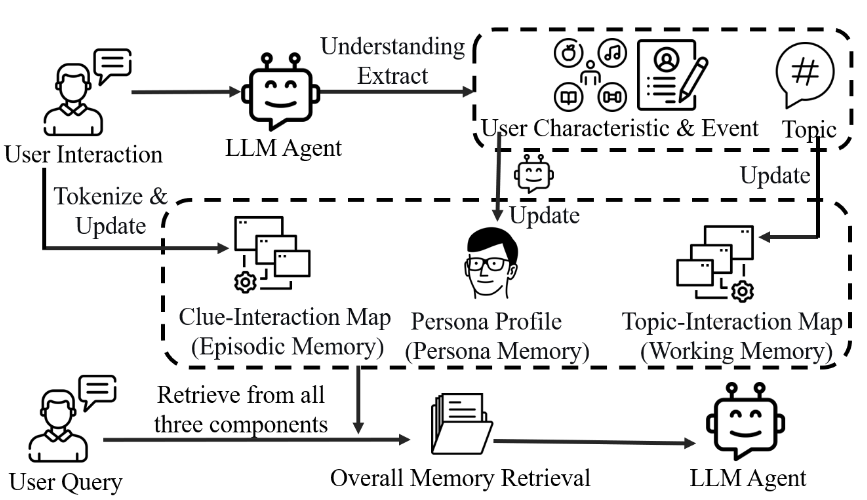 Understanding
Extract
#
User Interaction
LLM Agent
User Characteristic & Event
Topic
Tokenize &
Update
Update
Update
Clue-Interaction Map
(Episodic Memory)
Persona Profile
(Persona Memory)
Topic-Interaction Map
(Working Memory)
Retrieve from all
three components
User Query
Overall Memory Retrieval
LLM Agent